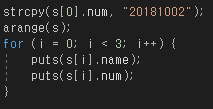 strcpy(s[0].num, "20181002");
arange(s);
for (i = 0; i < 3; i++) {
    puts(s[i].name);
    puts(s[i].num);
}